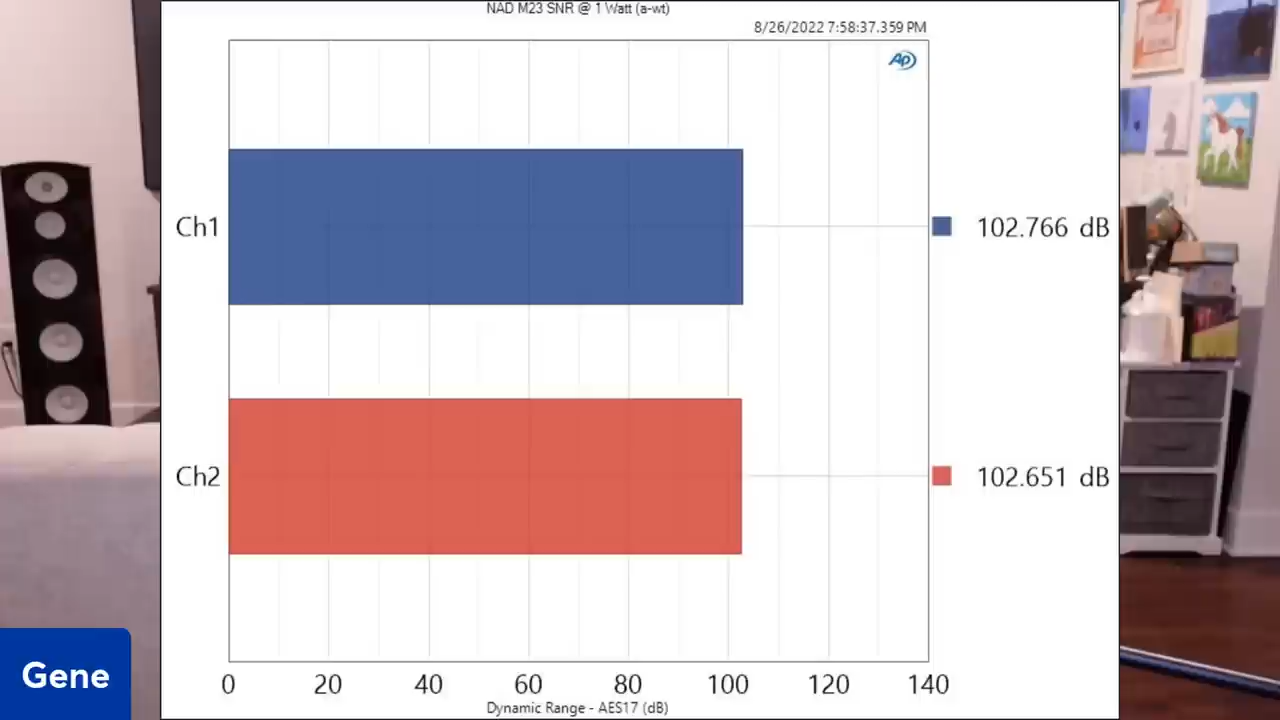 NAD M23 SNR @ 1 Watt (a-wt)
8/26/2022 7:58:37.359 PM
AP
Ch1
102.766 dB
Ch2
102.651 dB
0 20 40 60 80 100 120 140
Dynamic Range - AES17 (dB)
Gene